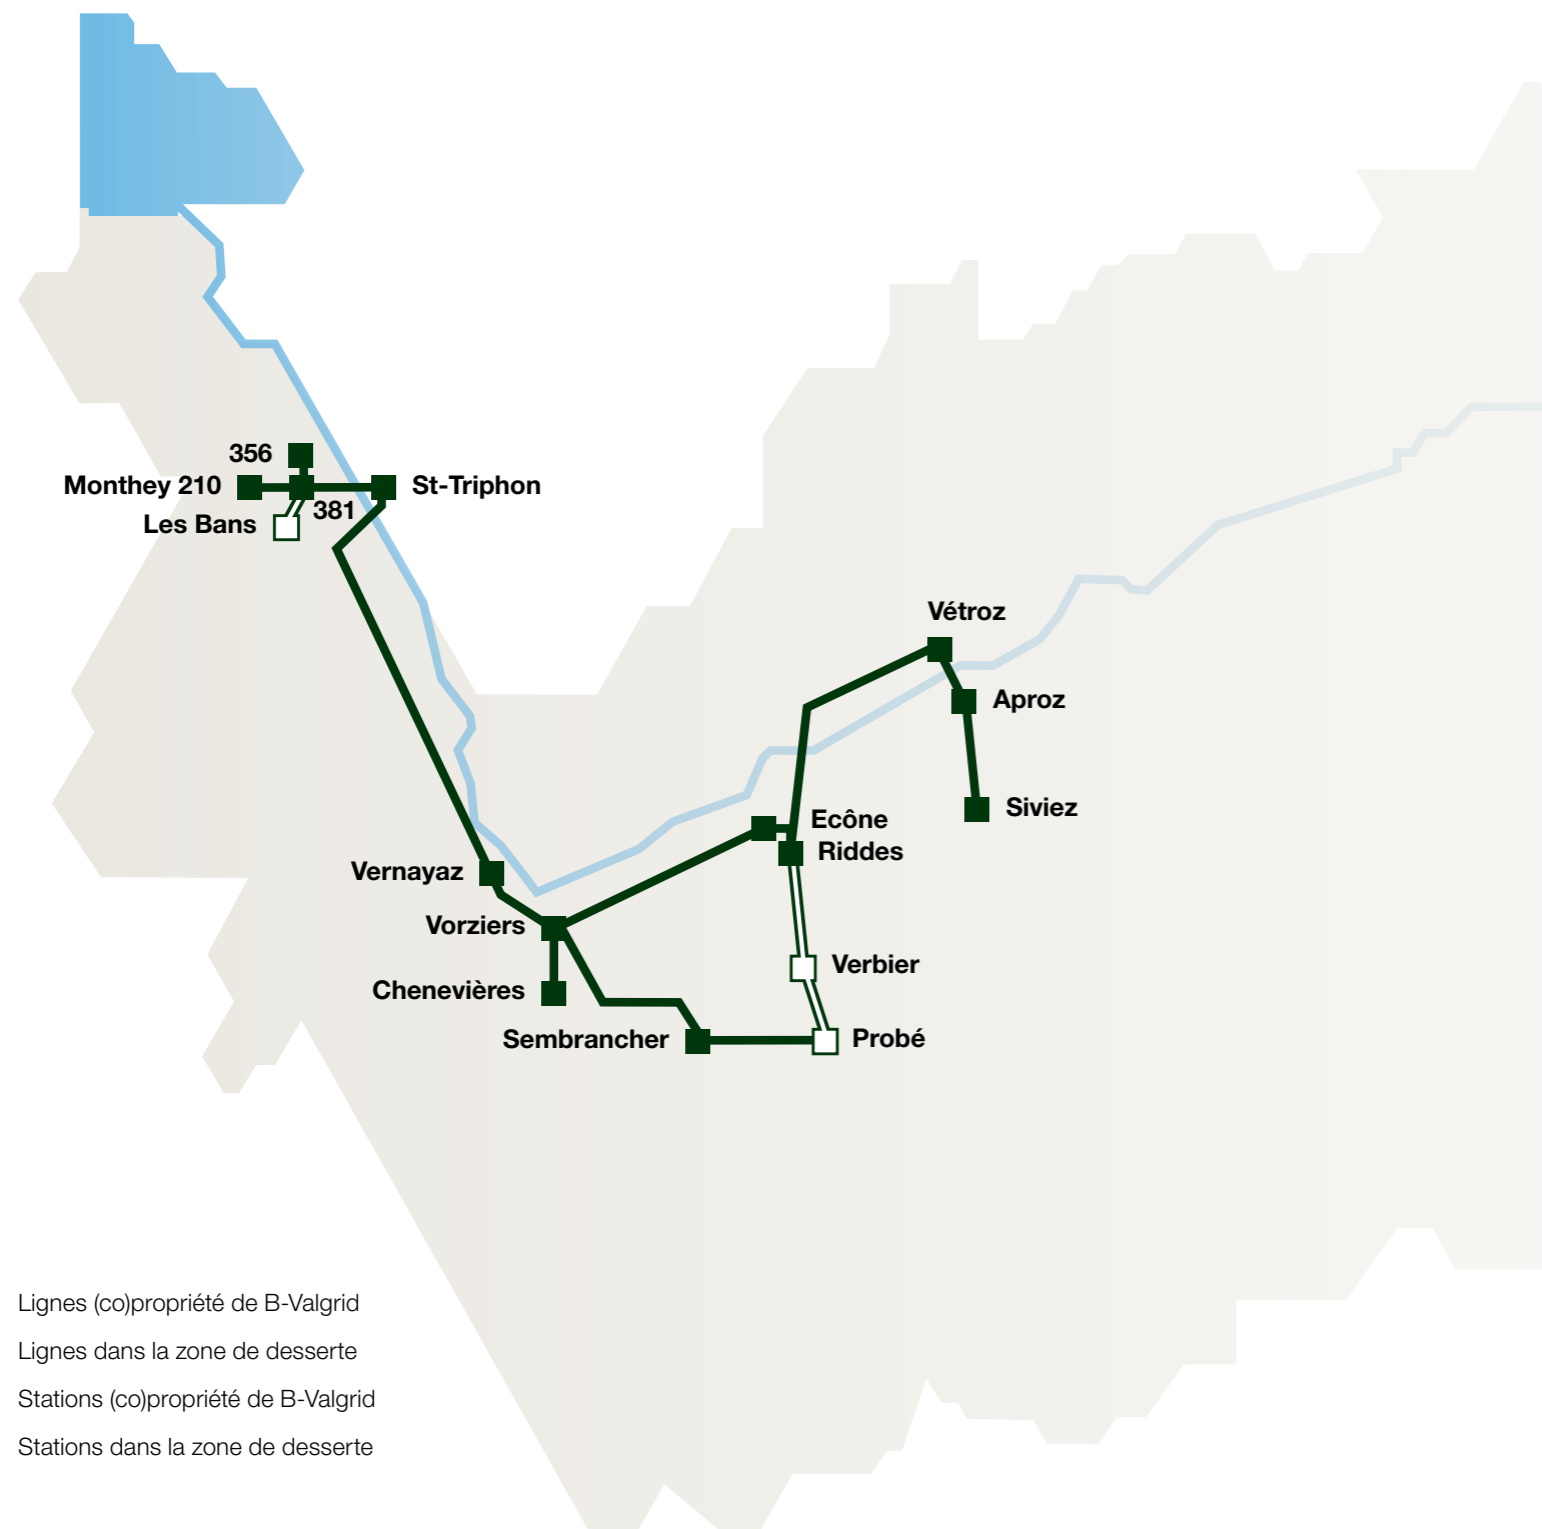 356
Monthey 210
St-Triphon
381
Les Bans
Vétroz
Aproz
Siviez
Ecône
Riddes
Vernayaz
Vorziers
Verbier
Chenevières
Sembrancher
Probé
Lignes (co)propriété de B-Valgrid
Lignes dans la zone de desserte
Stations (co)propriété de B-Valgrid
Stations dans la zone de desserte